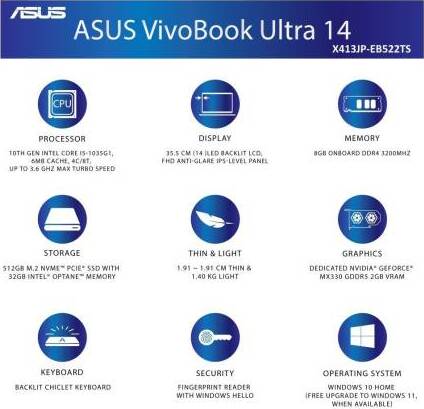 ASUS
ASUS VivoBook Ultra 14
X413JP-EB522TS
CPU
PROCESSOR
10TH GEN INTEL CORE I5-1035G1,
6MB CACHE, 4C/8T,
UP TO 3.6 GHZ MAX TURBO SPEED
DISPLAY
35.5 CM (14 )LED BACKLIT LCD,
FHD ANTI-GLARE IPS-LEVEL PANEL
MEMORY
8GB ONBOARD DDR4 3200MHZ
STORAGE
512GB M.2 NVME™ PCIE® SSD WITH
32GB INTEL® OPTANE™ MEMORY
THIN & LIGHT
1.91 ~ 1.91 CM THIN &
1.40 KG LIGHT
GRAPHICS
DEDICATED NVIDIA® GEFORCE®
MX330 GDDR5 2GB VRAM
KEYBOARD
BACKLIT CHICLET KEYBOARD
SECURITY
FINGERPRINT READER
WITH WINDOWS HELLO
OPERATING SYSTEM
WINDOWS 10 HOME
(FREE UPGRADE TO WINDOWS 11,
WHEN AVAILABLE)